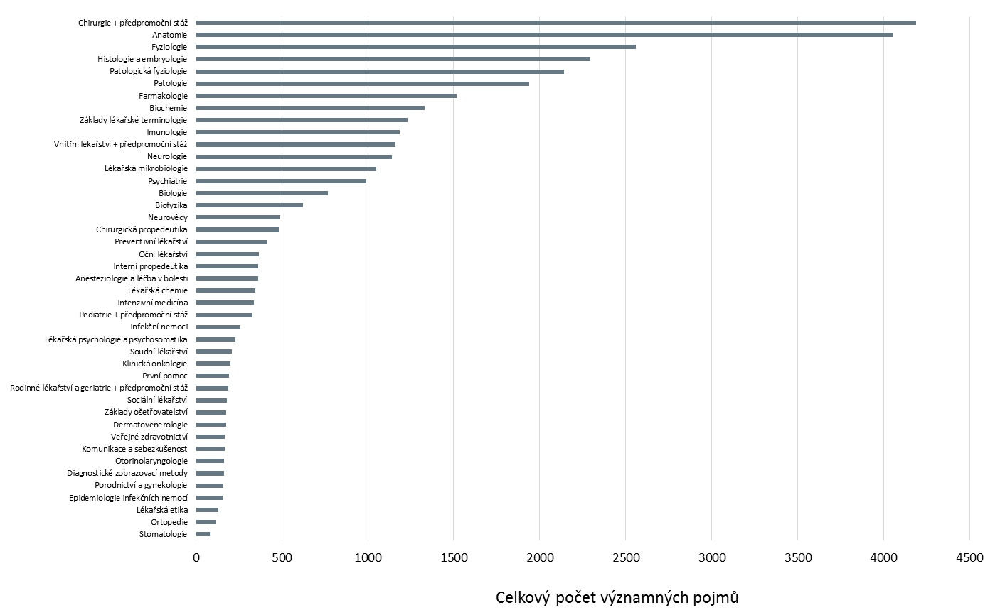 Chirurgie + předpromoční stáž
Anatomie
Fyziologie
Histologie a embryologie
Patologická fyziologie
Patologie
Farmakologie
Biochemie
Základy lékařské terminologie
Imunologie
Vnitřní lékařství + předpromoční stáž
Neurologie
Lékařská mikrobiologie
Psychiatrie
Biologie
Biofyzika
Neurovědy
Chirurgická propedeutika
Preventivní lékařství
Oční lékařství
Interní propedeutika
Anesteziologie a léčba v bolesti
Lékařská chemie
Intenzivní medicína
Pediatrie + předpromoční stáž
Infekční nemoci
Lékařská psychologie a psychosomatika
Soudní lékařství
Klinická onkologie
První pomoc
Rodinné lékařství a geriatrie + předpromoční stáž
Sociální lékařství
Základy ošetřovatelství
Dermatovenerologie
Veřejné zdravotnictví
Komunikace a sebezkušenost
Otorinolaryngologie
Diagnostické zobrazovací metody
Porodnictví a gynekologie
Epidemiologie infekčních nemocí
Lékařská etika
Ortopedie
Stomatologie
0 500 1000 1500 2000 2500 3000 3500 4000 4500
Celkový počet významných pojmů